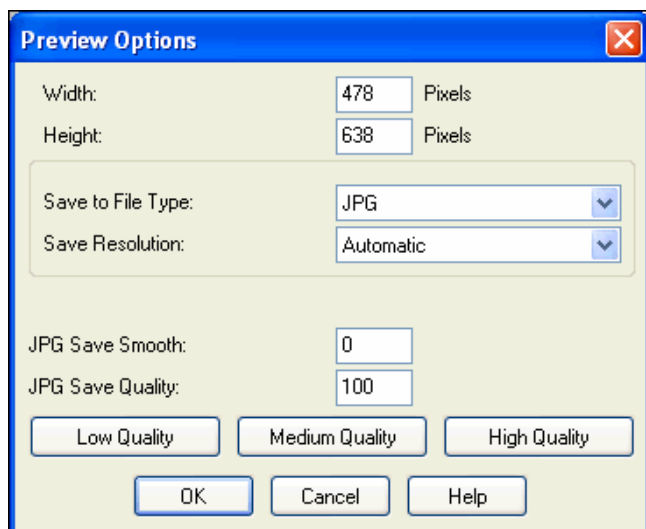 Preview Options
Width: 478 Pixels
Height: 638 Pixels
Save to File Type: JPG
Save Resolution: Automatic
JPG Save Smooth: 0
JPG Save Quality: 100
Low Quality Medium Quality High Quality
OK Cancel Help